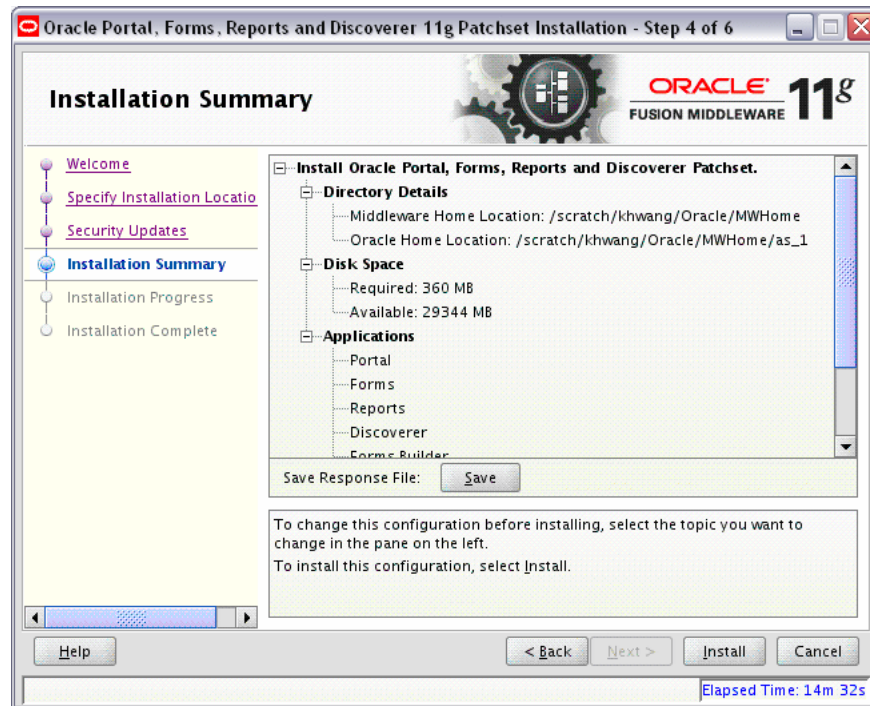 Oracle Portal, Forms, Reports and Discoverer 11g Patchset Installation - Step 4 of 6
Installation Summary
ORACLE
FUSION MIDDLEWARE
11g
Welcome
Specify Installation Locatio
Security Updates
Installation Summary
Installation Progress
Installation Complete
Install Oracle Portal, Forms, Reports and Discoverer Patchset.
Directory Details
Middleware Home Location: /scratch/khwang/Oracle/MWHome
Oracle Home Location: /scratch/khwang/Oracle/MWHome/as_1
Disk Space
Required: 360 MB
Available: 29344 MB
Applications
Portal
Forms
Reports
Discoverer
Forms Builder
Save Response File: Save
To change this configuration before installing, select the topic you want to
change in the pane on the left.
To install this configuration, select Install.
Help < Back Next > Install Cancel
Elapsed Time: 14m 32s